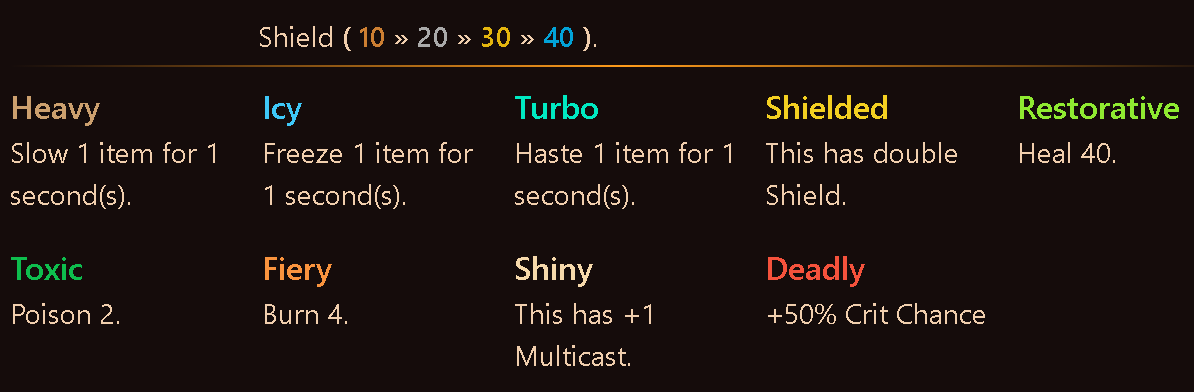 Shield ( 10 » 20 » 30 » 40 ).
Heavy
Slow 1 item for 1
second(s).
Icy
Freeze 1 item for
1 second(s).
Turbo
Haste 1 item for 1
second(s).
Shielded
This has double
Shield.
Restorative
Heal 40.
Toxic
Poison 2.
Fiery
Burn 4.
Shiny
This has +1
Multicast.
Deadly
+50% Crit Chance